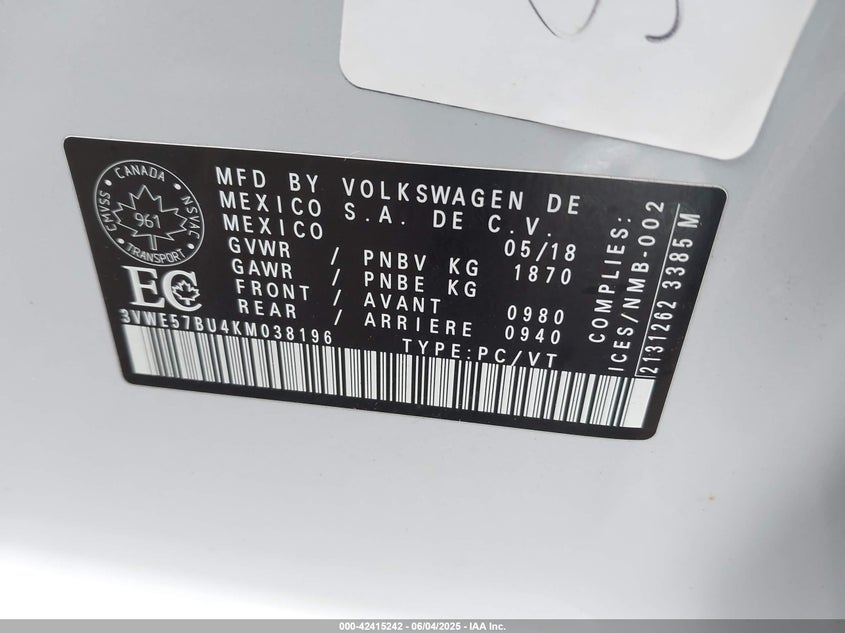 CANADA
CMVSS
NSVAC
961
TRANSPORT
EC
MFD BY VOLKSWAGEN DE
MEXICO S.A. DE C.V.
MEXICO 05/18
GVWR / PNBV KG 1870
GAWR / PNBE KG
FRONT / AVANT 0980
REAR / ARRIERE 0940
3VWE57BU4KM038196 TYPE:PC/VT
COMPLIES:
ICES/NMB-002
2131262 3385 M
000-42415242 - 06/04/2025 - IAA Inc.